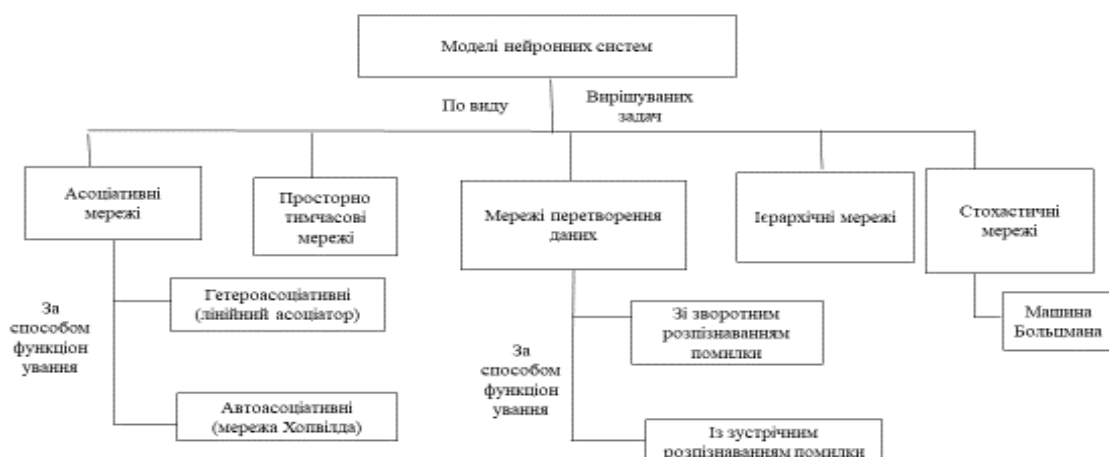 Моделі нейронних систем
По виду
Вирішуваних
задач
Асоціативні
мережі
Просторно
тимчасові
мережі
Мережі перетворення
даних
Ієрархічні мережі
Стохастичні
мережі
За
способом
функціон
ування
Гетероасоціативні
(лінійний асоціатор)
Автоасоціативні
(мережа Хопвілда)
За
способом
функціон
ування
Зі зворотним
розпізнаванням
помилки
Із зустрічним
розпізнаванням помилки
Машина
Больцмана